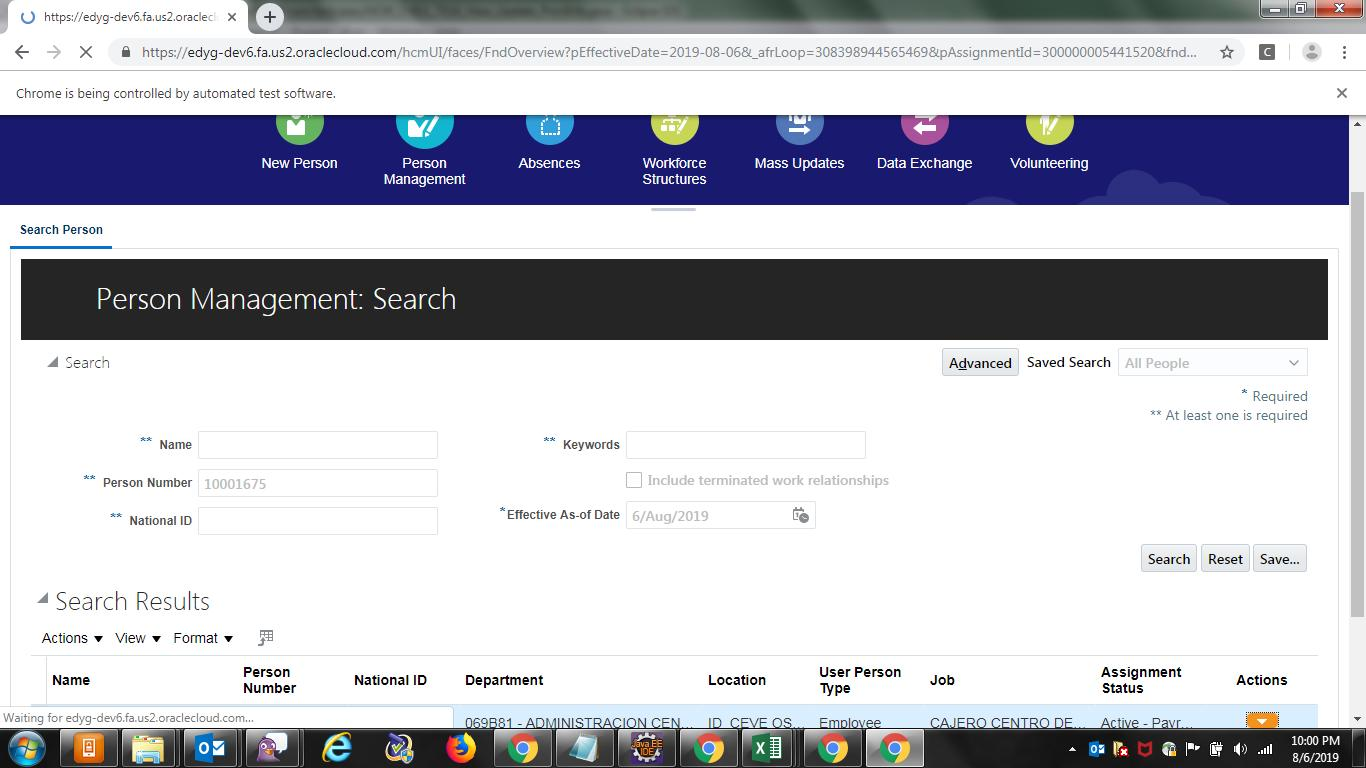 https://edyg-dev6.fa.us2.oraclecl
https://edyg-dev6.fa.us2.oraclecloud.com/hcmUI/faces/FndOverview?pEffectiveDate=2019-08-06&_afrLoop=308398944565469&pAssignmentId=300000005441520&fnd...
C
Chrome is being controlled by automated test software.
New Person
Person Management
Absences
Workforce Structures
Mass Updates
Data Exchange
Volunteering
Search Person
Person Management: Search
Search
Advanced Saved Search All People
* Required
** At least one is required
** Name
** Keywords
** Person Number 10001675
Include terminated work relationships
** National ID
*Effective As-of Date 6/Aug/2019
Search Reset Save...
Search Results
Actions View Format
Name Person Number National ID Department Location User Person Type Job Assignment Status Actions
069B81 - ADMINISTRACION CEN... ID_CEVE OS... Employee CAJERO CENTRO DE... Active - Payr...
Waiting for edyg-dev6.fa.us2.oraclecloud.com...
Java EE
IDE
10:00 PM
8/6/2019